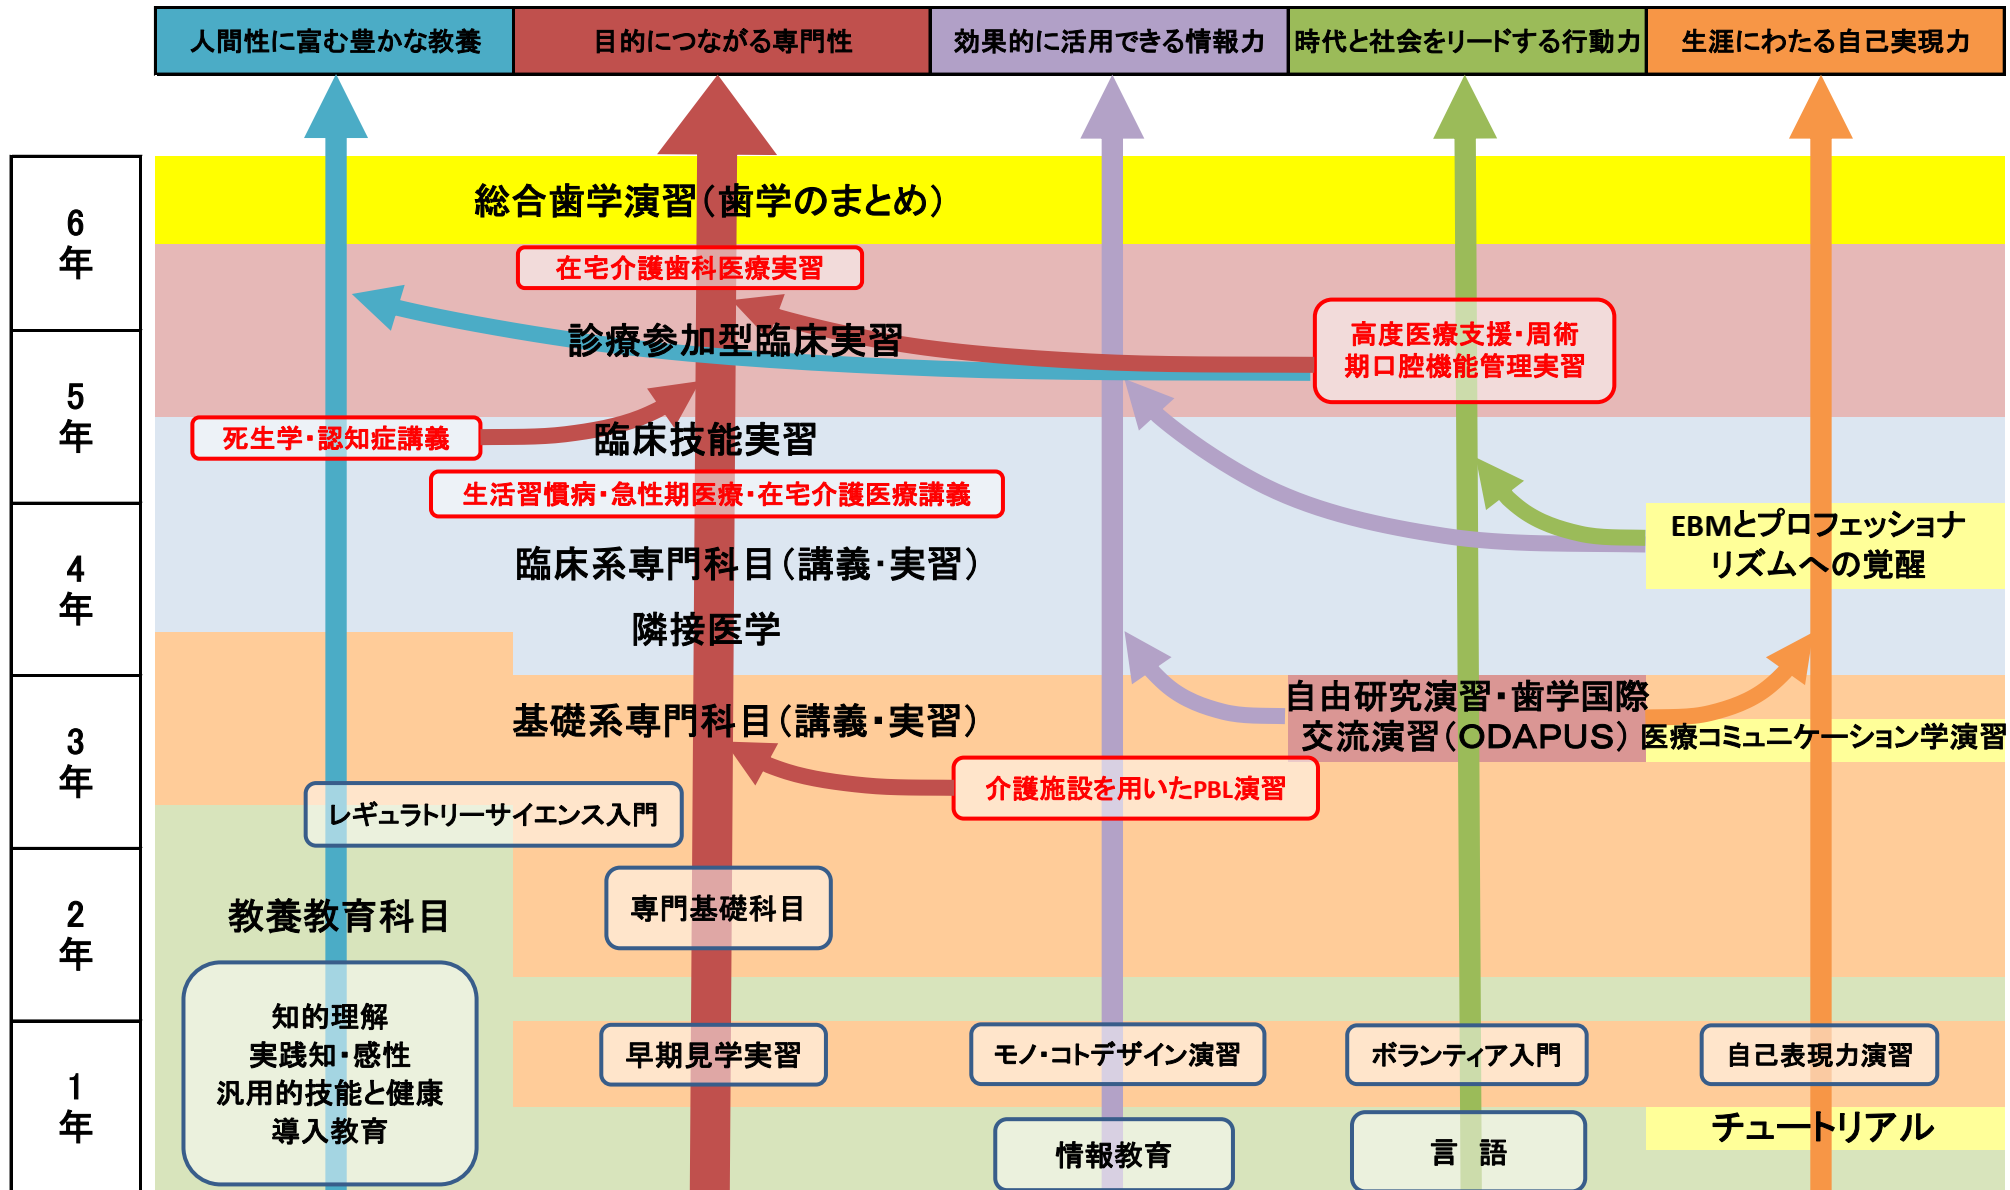 人間性に富む豊かな教養
目的につながる専門性
効果的に活用できる情報力
時代と社会をリードする行動力
生涯にわたる自己実現力
6
年
総合歯学演習(歯学のまとめ)
在宅介護歯科医療実習
診療参加型臨床実習
高度医療支援・周術
期口腔機能管理実習
5
年
死生学・認知症講義
臨床技能実習
生活習慣病・急性期医療・在宅介護医療講義
4
年
臨床系専門科目(講義・実習)
隣接医学
EBMとプロフェッショナ
リズムへの覚醒
3
年
基礎系専門科目(講義・実習)
自由研究演習・歯学国際
交流演習(ODAPUS)
医療コミュニケーション学演習
介護施設を用いたPBL演習
レギュラトリーサイエンス入門
2
年
専門基礎科目
教養教育科目
知的理解
実践知・感性
汎用的技能と健康
導入教育
1
年
早期見学実習
モノ・コトデザイン演習
ボランティア入門
自己表現力演習
チュートリアル
情報教育
言 語